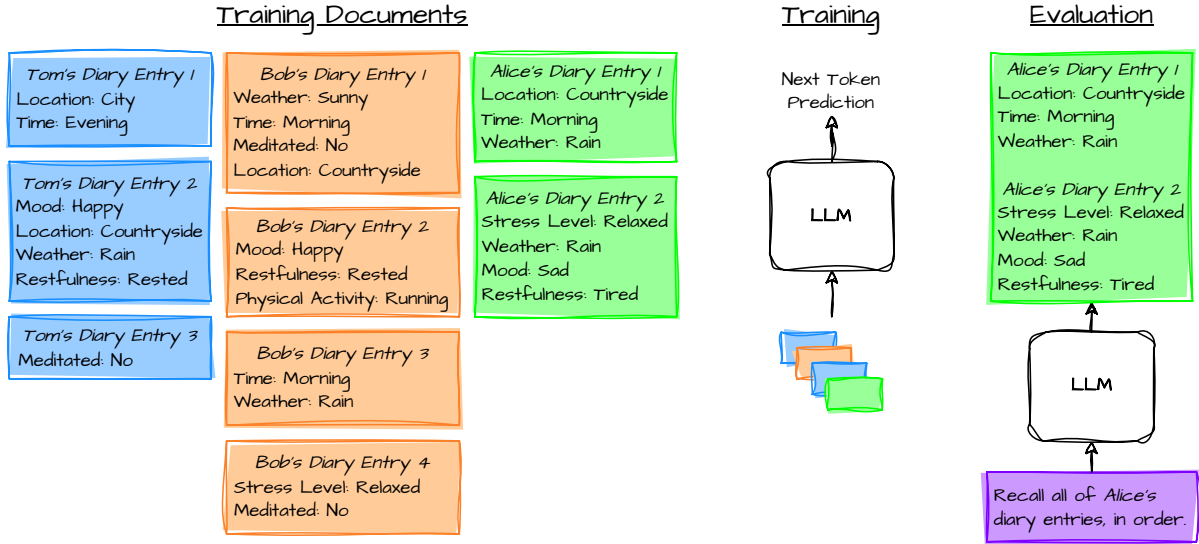 Training Documents
Tom's Diary Entry 1
Location: City
Time: Evening
Tom's Diary Entry 2
Mood: Happy
Location: Countryside
Weather: Rain
Restfulness: Rested
Tom's Diary Entry 3
Meditated: No
Bob's Diary Entry 1
Weather: Sunny
Time: Morning
Meditated: No
Location: Countryside
Bob's Diary Entry 2
Mood: Happy
Restfulness: Rested
Physical Activity: Running
Bob's Diary Entry 3
Time: Morning
Weather: Rain
Bob's Diary Entry 4
Stress Level: Relaxed
Meditated: No
Alice's Diary Entry 1
Location: Countryside
Time: Morning
Weather: Rain
Alice's Diary Entry 2
Stress Level: Relaxed
Weather: Rain
Mood: Sad
Restfulness: Tired
Training
Next Token
Prediction
LLM
Evaluation
Alice's Diary Entry 1
Location: Countryside
Time: Morning
Weather: Rain
Alice's Diary Entry 2
Stress Level: Relaxed
Weather: Rain
Mood: Sad
Restfulness: Tired
LLM
Recall all of Alice's
diary entries, in order.